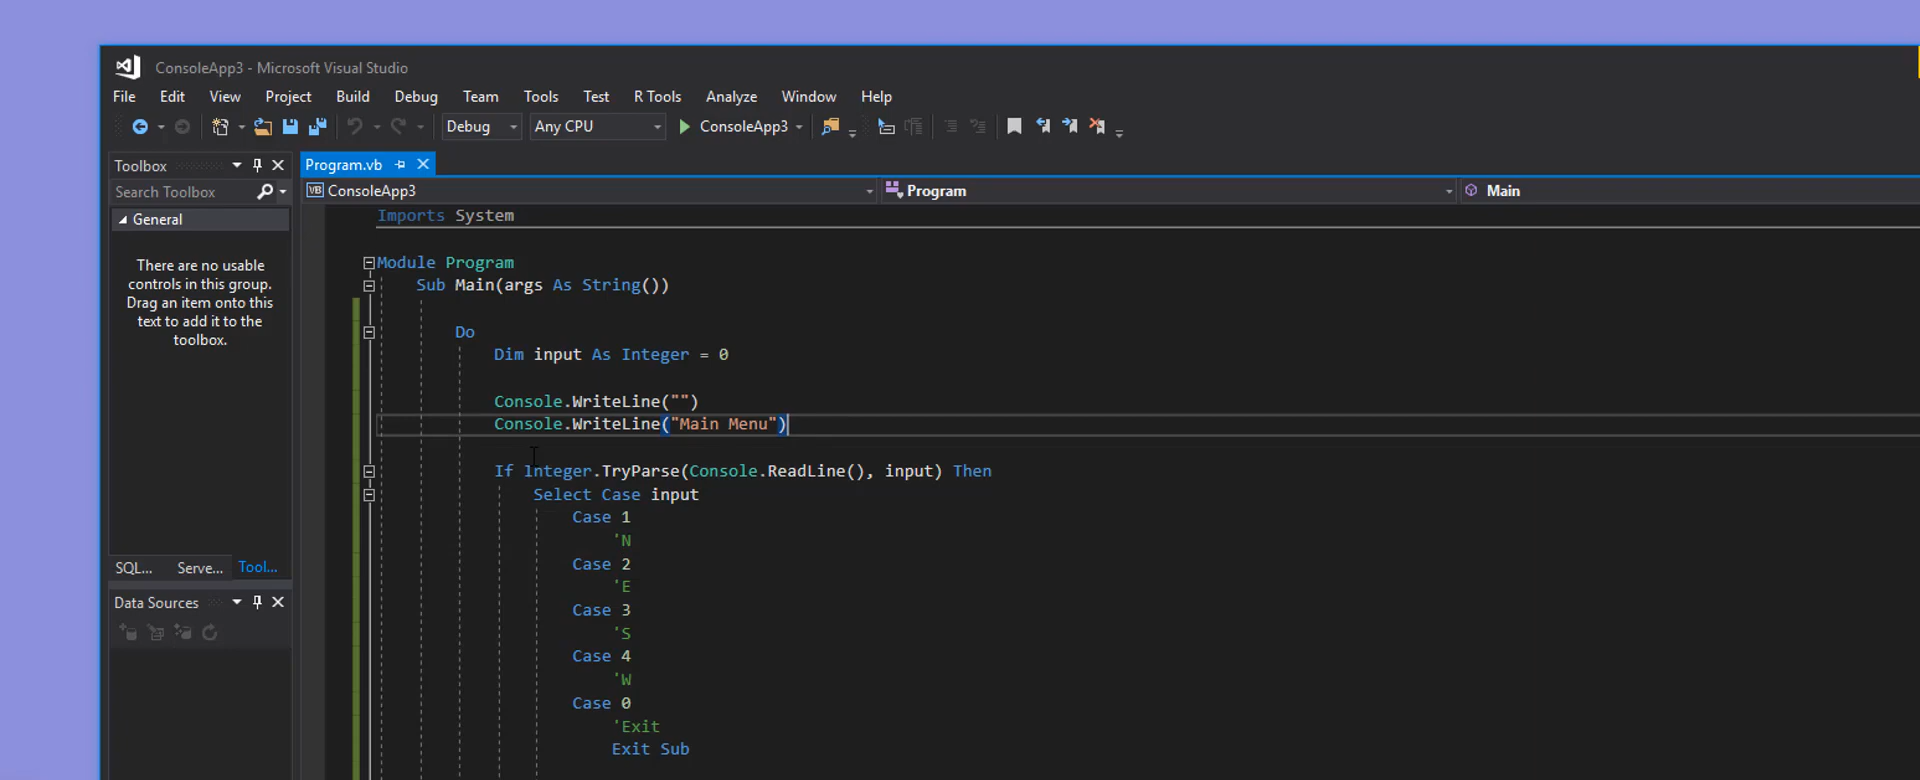 ConsoleApp3 - Microsoft Visual Studio
File Edit View Project Build Debug Team Tools Test R Tools Analyze Window Help
Debug Any CPU ConsoleApp3
Toolbox
Program.vb
Search Toolbox
VB ConsoleApp3 Program Main
General
There are no usable
controls in this group.
Drag an item onto this
text to add it to the
toolbox.
SQL... Serve... Tool...
Data Sources
Imports System
Module Program
Sub Main(args As String())
Do
Dim input As Integer = 0
Console.WriteLine("")
Console.WriteLine("Main Menu")
If Integer.TryParse(Console.ReadLine(), input) Then
Select Case input
Case 1
'N
Case 2
'E
Case 3
'S
Case 4
'W
Case 0
'Exit
Exit Sub